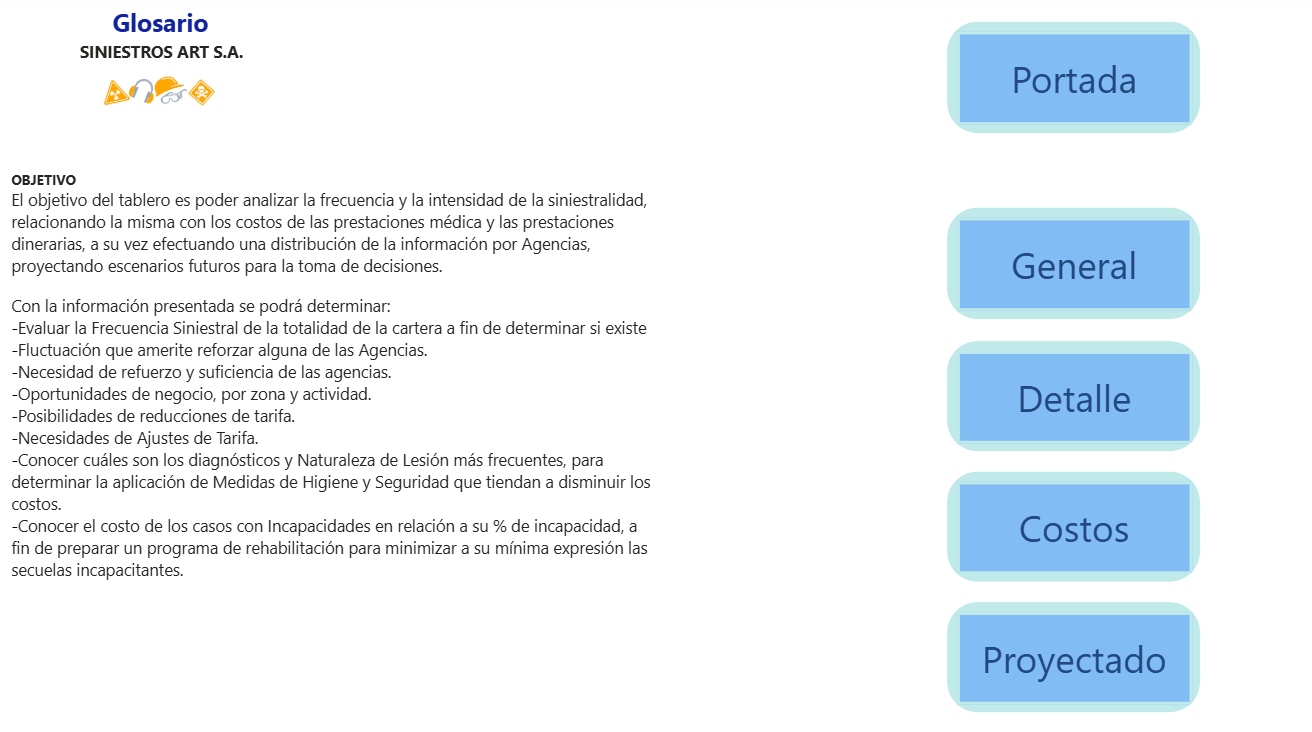 Glosario
SINIESTROS ART S.A.
OBJETIVO
El objetivo del tablero es poder analizar la frecuencia y la intensidad de la siniestralidad,
relacionando la misma con los costos de las prestaciones médica y las prestaciones
dinerarias, a su vez efectuando una distribución de la información por Agencias,
proyectando escenarios futuros para la toma de decisiones.
Con la información presentada se podrá determinar:
-Evaluar la Frecuencia Siniestral de la totalidad de la cartera a fin de determinar si existe
-Fluctuación que amerite reforzar alguna de las Agencias.
-Necesidad de refuerzo y suficiencia de las agencias.
-Oportunidades de negocio, por zona y actividad.
-Posibilidades de reducciones de tarifa.
-Necesidades de Ajustes de Tarifa.
-Conocer cuáles son los diagnósticos y Naturaleza de Lesión más frecuentes, para
determinar la aplicación de Medidas de Higiene y Seguridad que tiendan a disminuir los
costos.
-Conocer el costo de los casos con Incapacidades en relación a su % de incapacidad, a
fin de preparar un programa de rehabilitación para minimizar a su mínima expresión las
secuelas incapacitantes.
Portada
General
Detalle
Costos
Proyectado